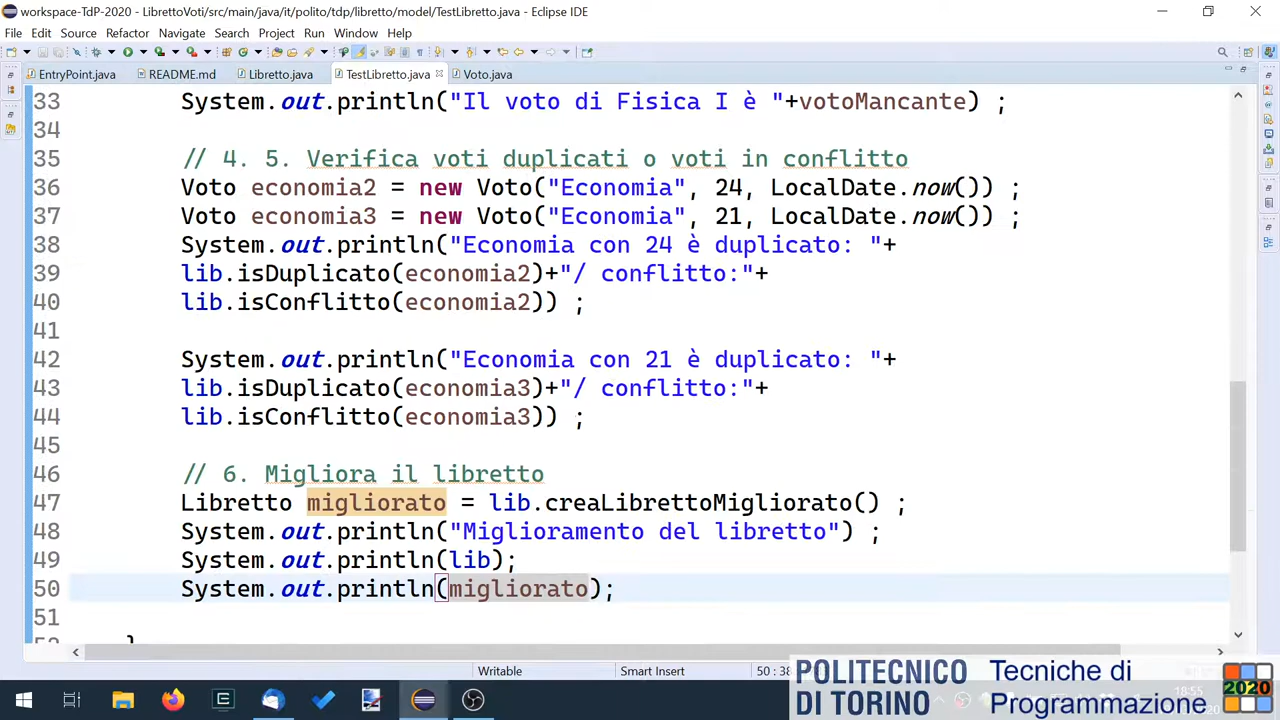 workspace-TdP-2020 - LibrettoVoti/src/main/java/it/polito/tdp/libretto/model/TestLibretto.java - Eclipse IDE
File Edit Source Refactor Navigate Search Project Run Window Help
EntryPoint.java README.md Libretto.java TestLibretto.java Voto.java
33 System.out.println("Il voto di Fisica I è "+votoMancante) ;
34
35 // 4. 5. Verifica voti duplicati o voti in conflitto
36 Voto economia2 = new Voto("Economia", 24, LocalDate.now()) ;
37 Voto economia3 = new Voto("Economia", 21, LocalDate.now()) ;
38 System.out.println("Economia con 24 è duplicato: "+
39 lib.isDuplicato(economia2)+"/ conflitto:"+
40 lib.isConflitto(economia2)) ;
41
42 System.out.println("Economia con 21 è duplicato: "+
43 lib.isDuplicato(economia3)+"/ conflitto:"+
44 lib.isConflitto(economia3)) ;
45
46 // 6. Migliora il libretto
47 Libretto migliorato = lib.creaLibrettoMigliorato() ;
48 System.out.println("Miglioramento del libretto") ;
49 System.out.println(lib);
50 System.out.println(migliorato);
51
}
Writable Smart Insert 50 : 38
POLITECNICO DI TORINO
Tecniche di Programmazione
2020
18:55